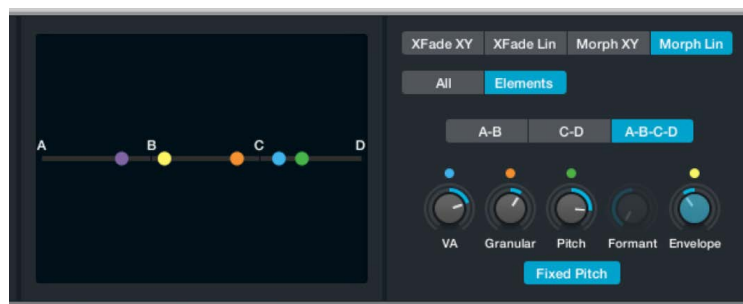 XFade XY XFade Lin Morph XY Morph Lin
All Elements
A-B C-D A-B-C-D
A B C D
VA Granular Pitch Formant Envelope
Fixed Pitch